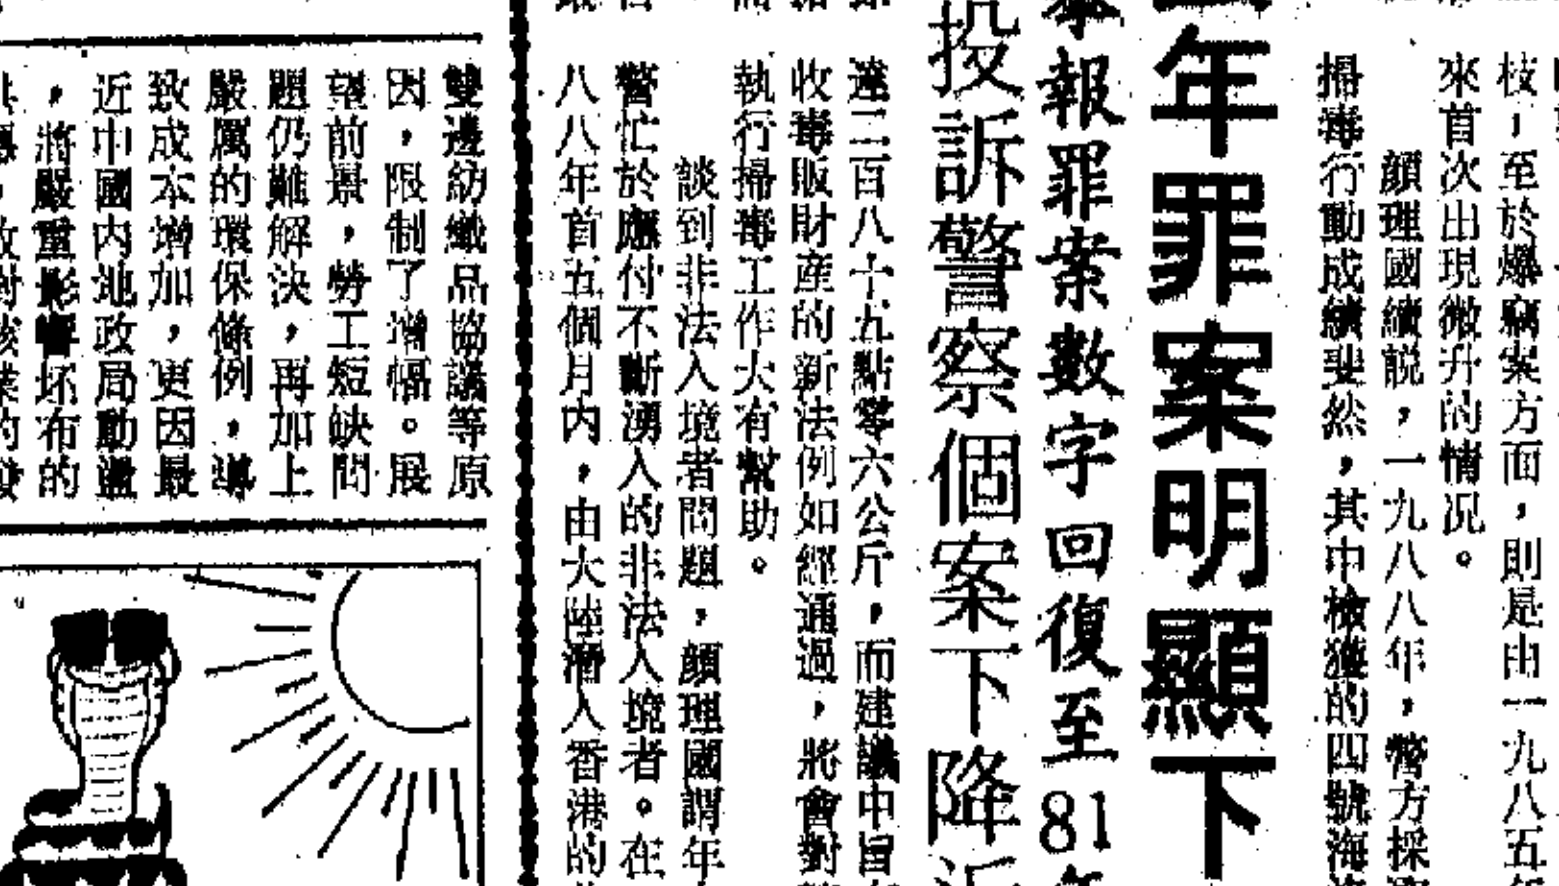 枝，至於爆竊案方面，則是由一九八五
來首次出現微升的情况。
顏理國續説，一九八八年，警方採
掃毒行動成績斐然，其中檢獲的四號海
年罪案明顯下
報罪案數字回復至81年
投訴警察個案下降
達二百八十九點零六公斤，而建議中旨
收毒販財產的新法例如經通過，將會對
執行掃毒工作大有幫助。
談到非法入境者問題，顏理國謂年
警忙於應付不斷湧入的非法入境者。在
八八年首五個月內，由大陸潛入香港的
雙邊紡織品協議等原
因，限制了增幅。展
望前景，勞工短缺問
題仍難解決，再加上
嚴厲的環保條例，導
致成本增加，更因最
近中國內地政局動盪
，將嚴重影響坯布的